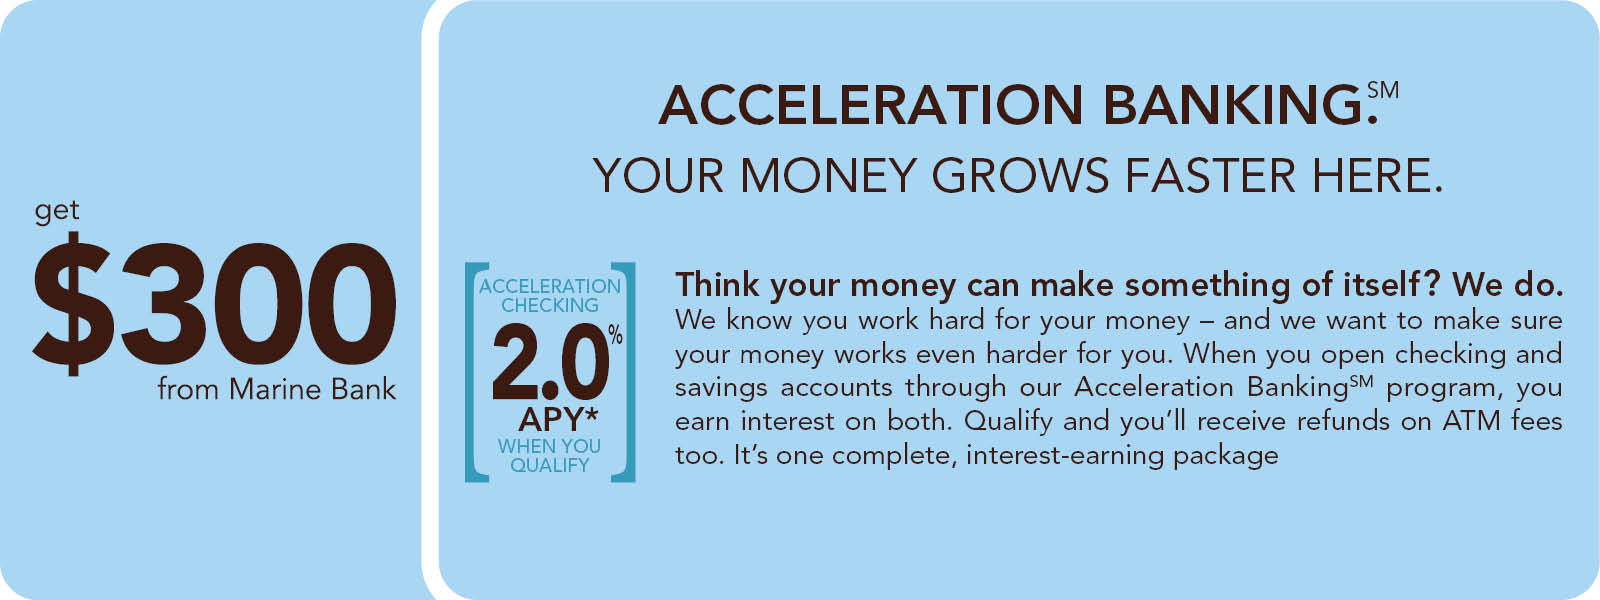 get
$300
from Marine Bank
ACCELERATION BANKING.SM
YOUR MONEY GROWS FASTER HERE.
ACCELERATION
CHECKING
2.0%
APY*
WHEN YOU
QUALIFY
Think your money can make something of itself? We do.
We know you work hard for your money – and we want to make sure
your money works even harder for you. When you open checking and
savings accounts through our Acceleration BankingSM program, you
earn interest on both. Qualify and you’ll receive refunds on ATM fees
too. It’s one complete, interest-earning package